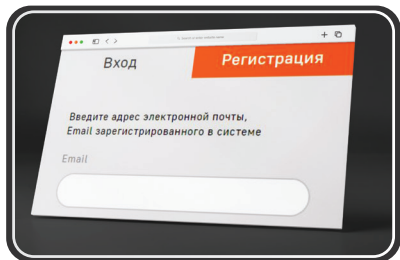 Вход
Регистрация
Введите адрес электронной почты,
Email зарегистрированного в системе
Email